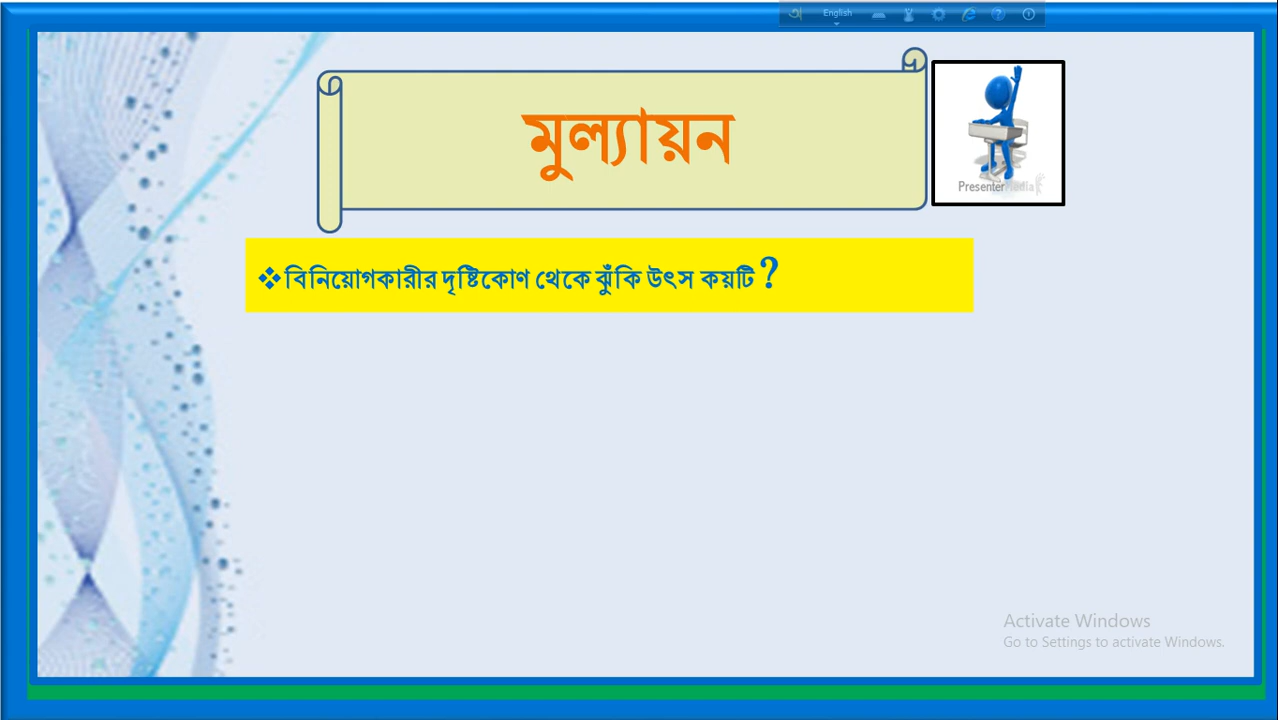 English
মুল্যায়ন
PresenterMedia
❖ বিনিয়োগকারীর দৃষ্টিকোণ থেকে ঝুঁকি উৎস কয়টি ?
Activate Windows
Go to Settings to activate Windows.